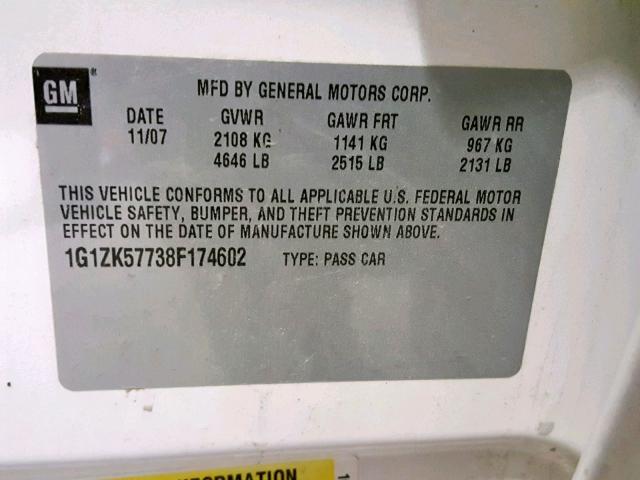 GM ®
MFD BY GENERAL MOTORS CORP.
DATE GVWR GAWR FRT GAWR RR
11/07 2108 KG 1141 KG 967 KG
4646 LB 2515 LB 2131 LB
THIS VEHICLE CONFORMS TO ALL APPLICABLE U.S. FEDERAL MOTOR
VEHICLE SAFETY, BUMPER, AND THEFT PREVENTION STANDARDS IN
EFFECT ON THE DATE OF MANUFACTURE SHOWN ABOVE.
1G1ZK57738F174602 TYPE: PASS CAR
INFORMATION